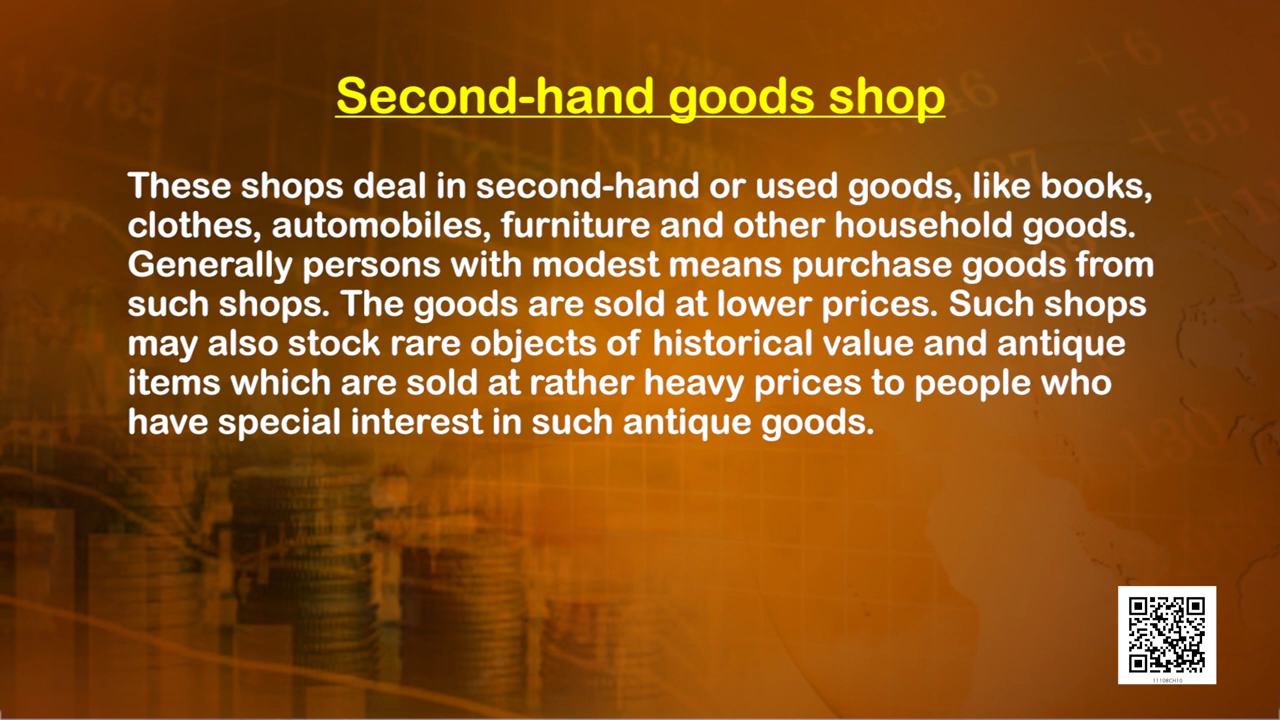 Second-hand goods shop
These shops deal in second-hand or used goods, like books,
clothes, automobiles, furniture and other household goods.
Generally persons with modest means purchase goods from
such shops. The goods are sold at lower prices. Such shops
may also stock rare objects of historical value and antique
items which are sold at rather heavy prices to people who
have special interest in such antique goods.
11108CH10